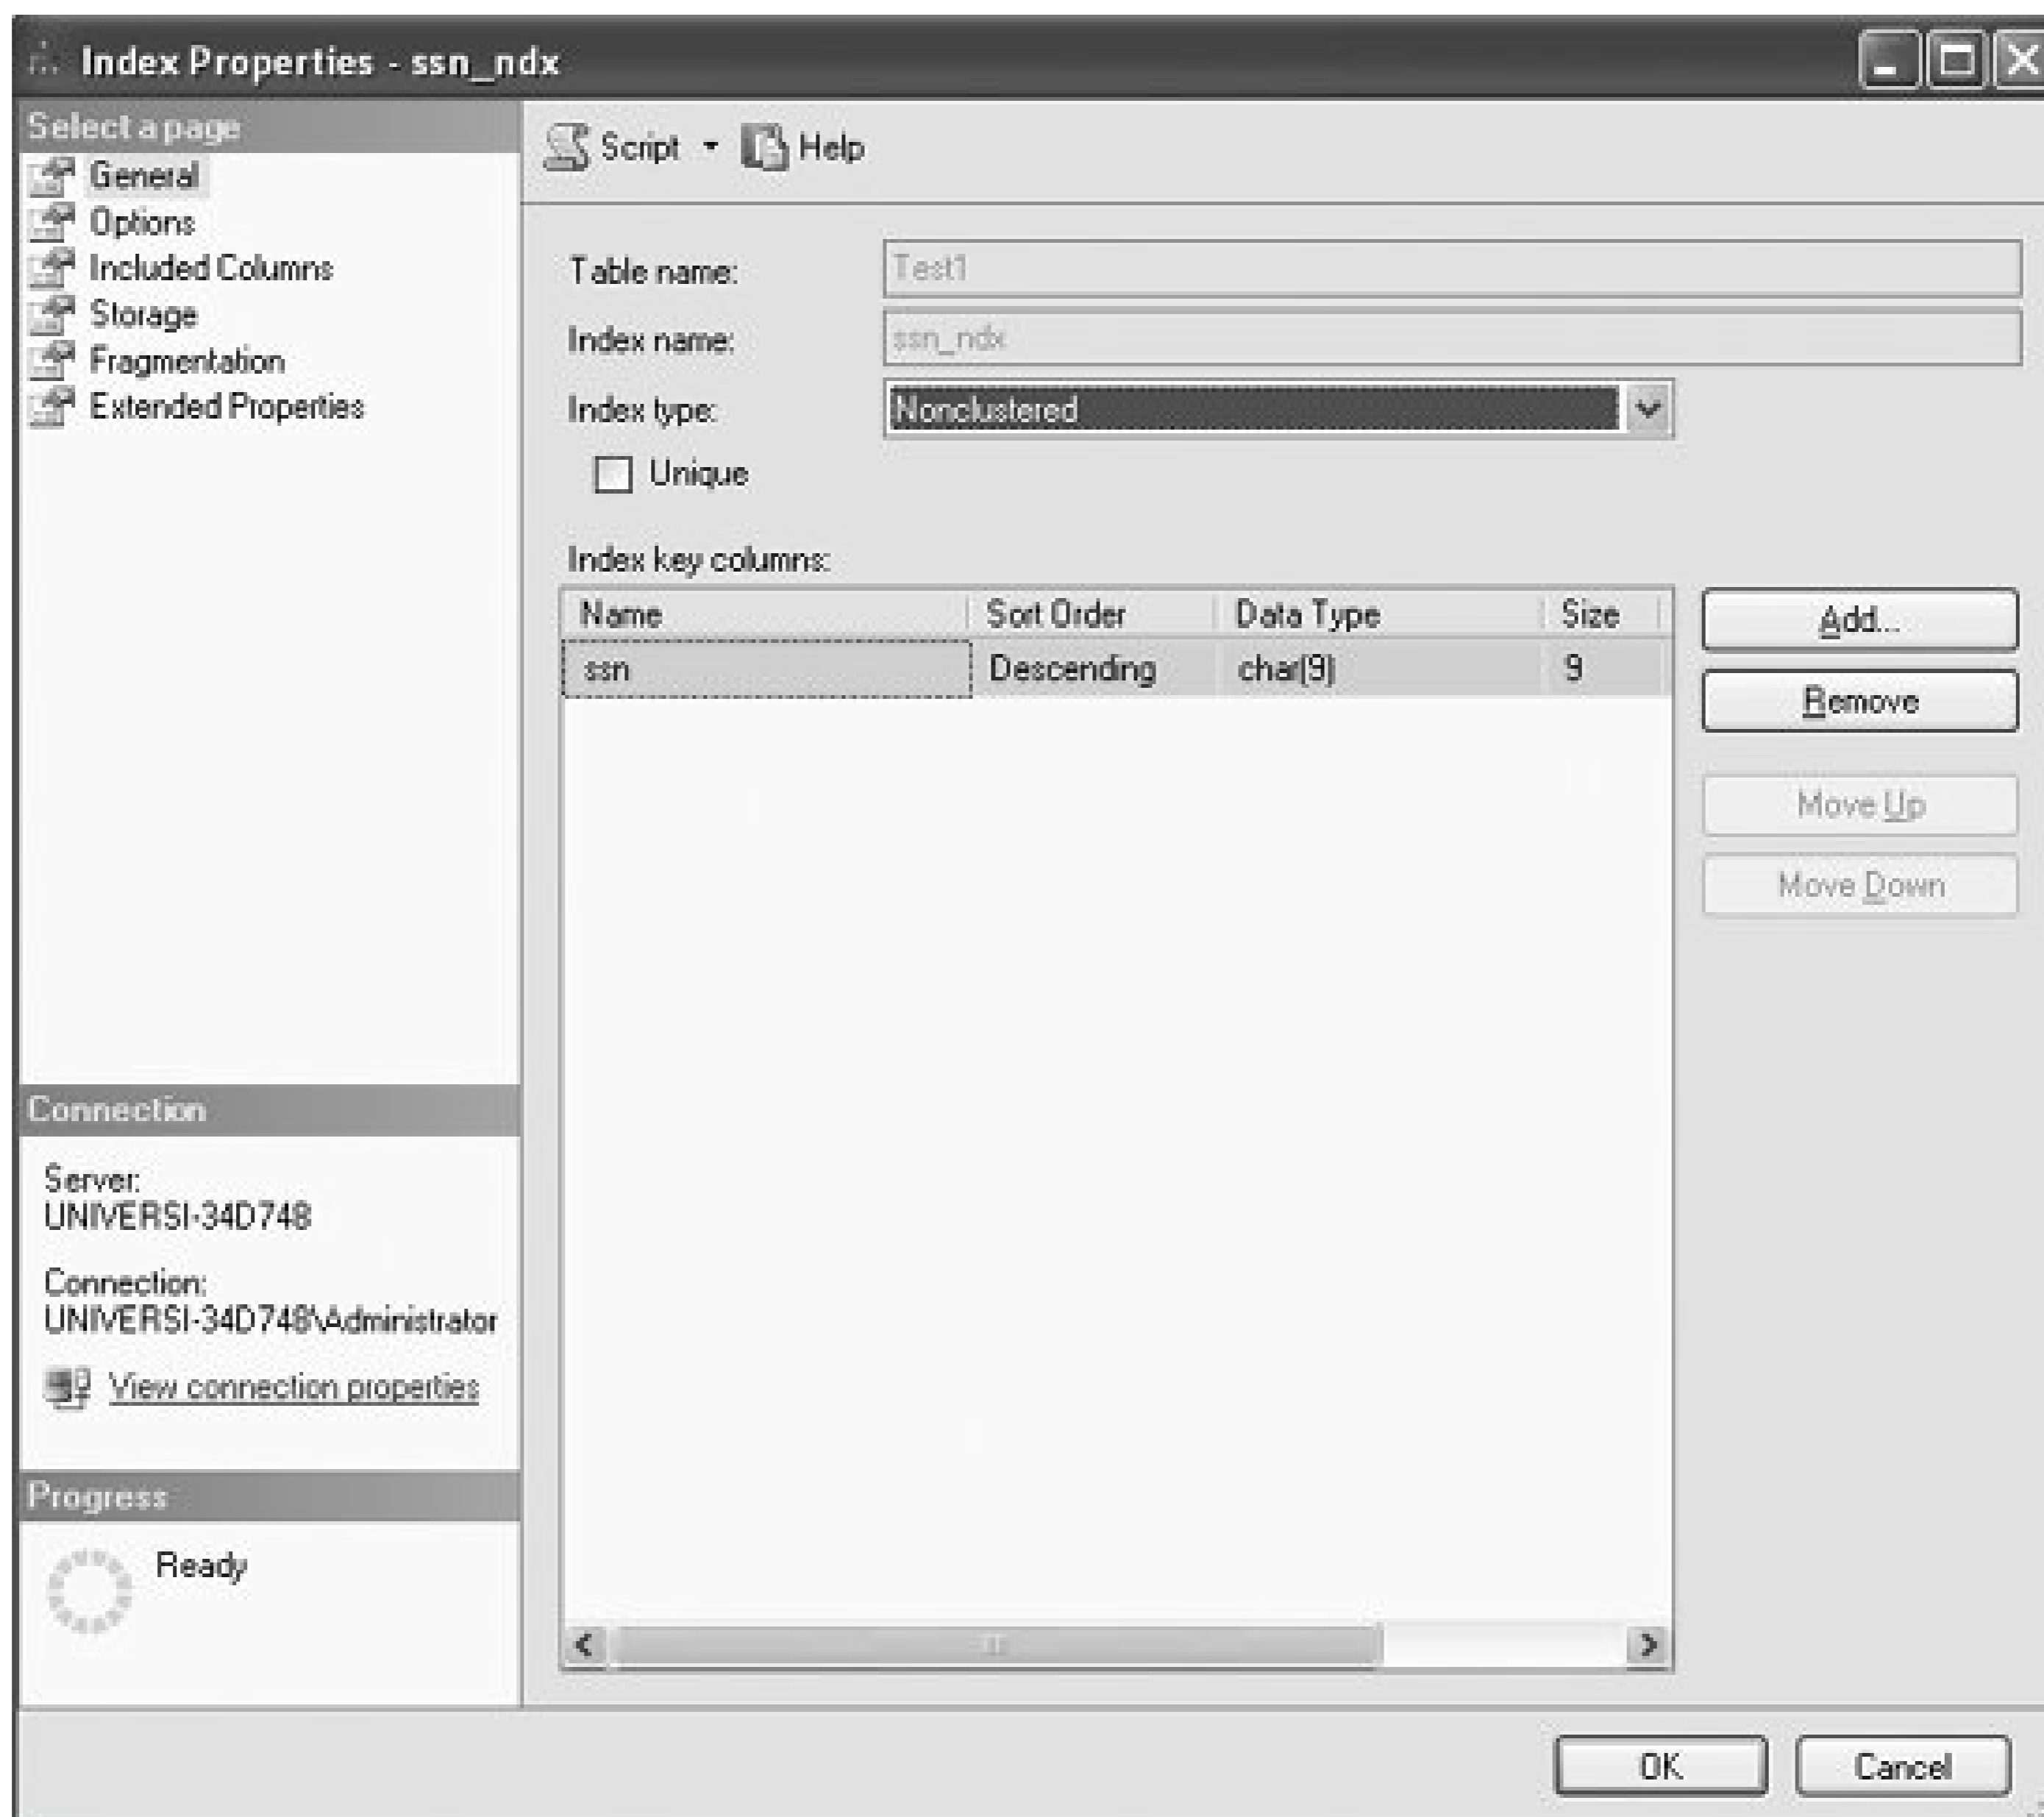 Index Properties - ssn_ndx
Select a page
General
Options
Included Columns
Storage
Fragmentation
Extended Properties
Script Help
Table name: Test1
Index name: ssn_ndx
Index type: Nonclustered
Unique
Index key columns:
Name Sort Order Data Type Size
ssn Descending char(9) 9
Add...
Remove
Move Up
Move Down
Connection
Server:
UNIVERSI-34D748
Connection:
UNIVERSI-34D748\Administrator
View connection properties
Progress
Ready
OK Cancel